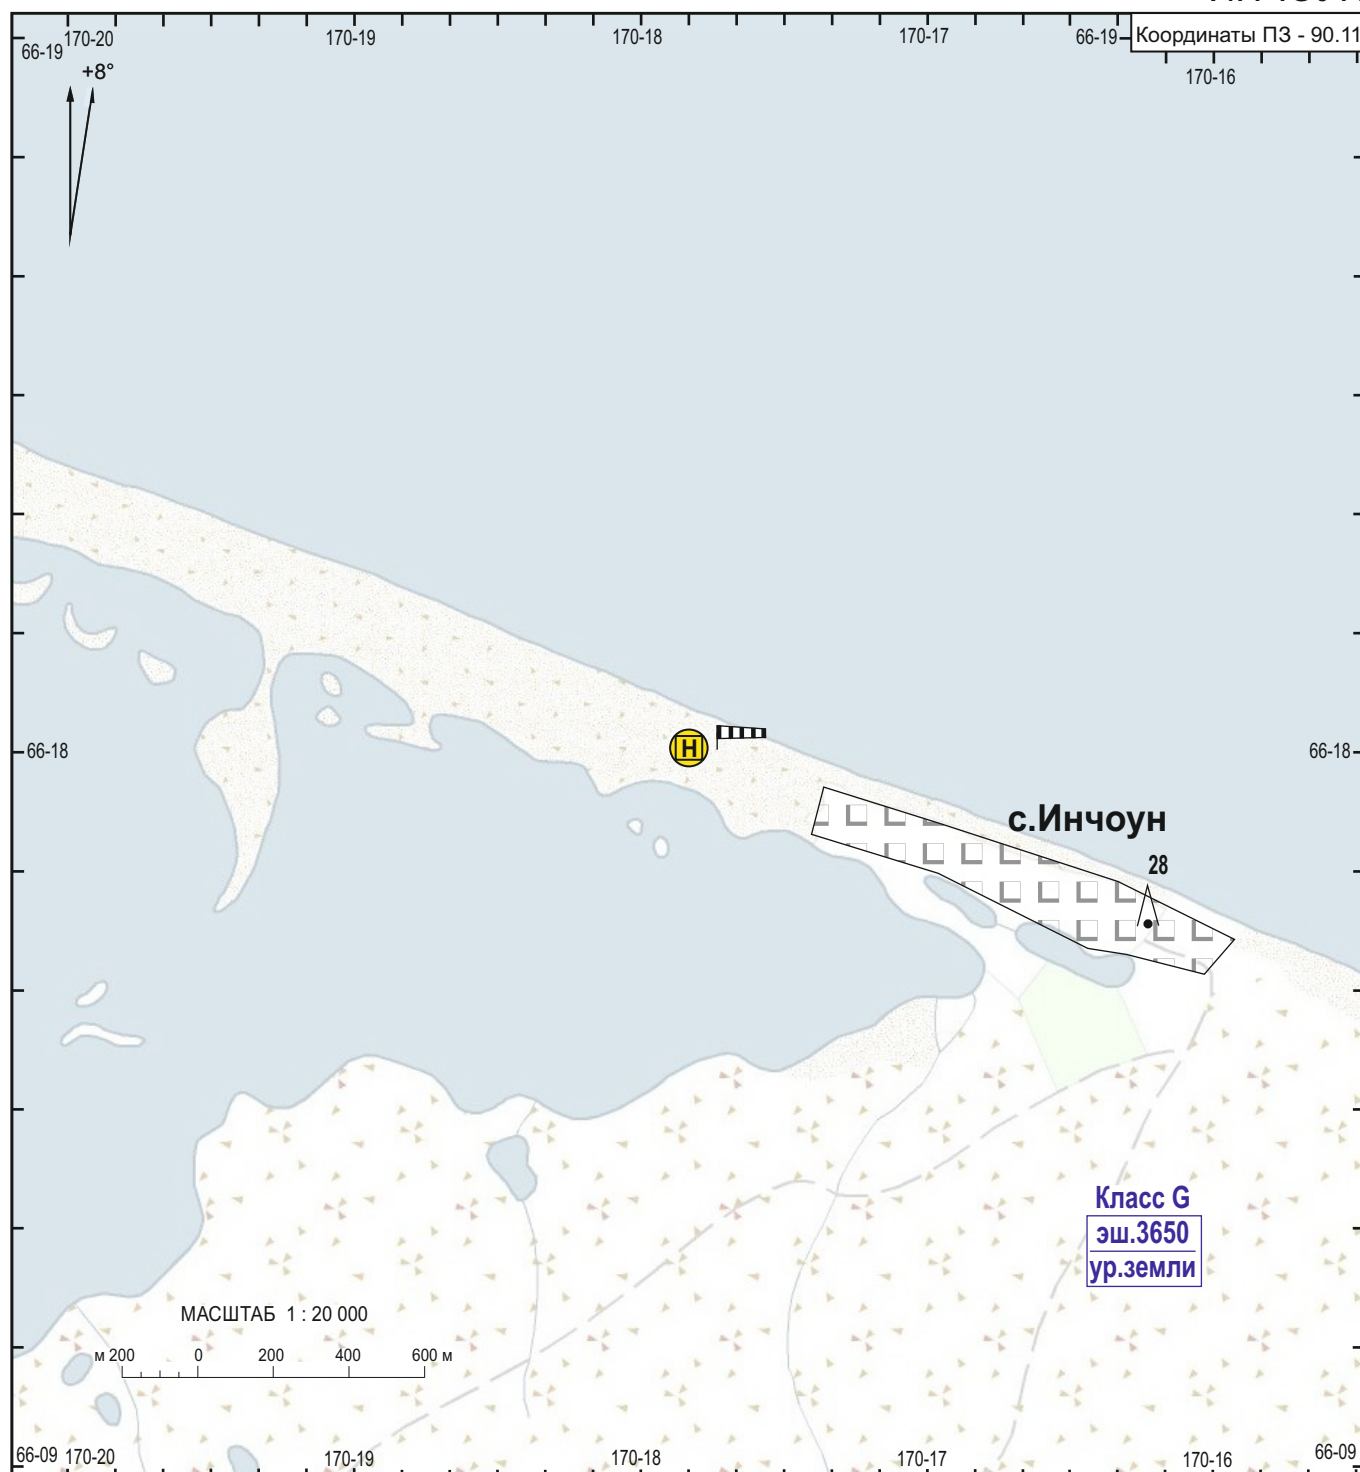 170-20 170-19 170-18 170-17 66-19
66-19
Координаты ПЗ - 90.11
170-16
+8°
H
66-18 66-18
с.Инчоун
28
Класс G
эш.3650
ур.земли
МАСШТАБ 1 : 20 000
м 200 0 200 400 600 м
66-09 170-20 170-19 170-18 170-17 170-16 66-09